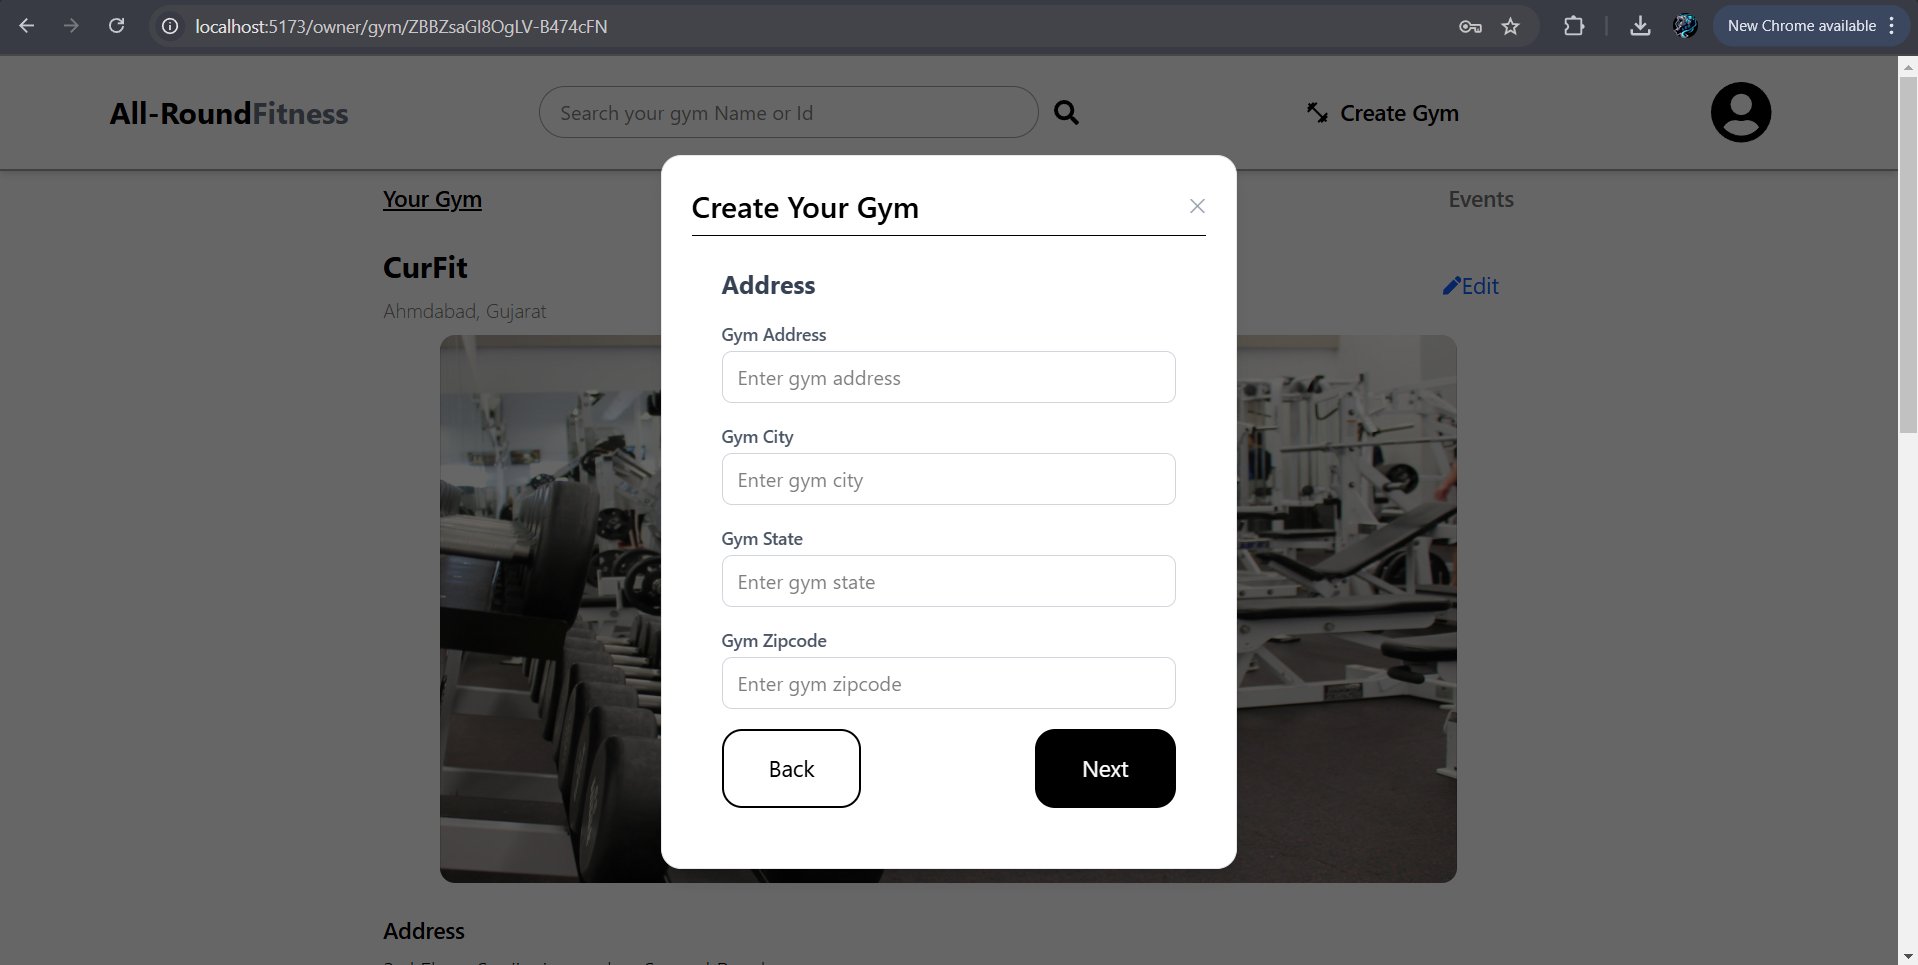 localhost:5173/owner/gym/ZBBZsaGl8OgLV-B474cFN
New Chrome available
All-RoundFitness
Search your gym Name or Id
Create Gym
Your Gym
Events
CurFit
Edit
Ahmdabad, Gujarat
Create Your Gym
Address
Gym Address
Enter gym address
Gym City
Enter gym city
Gym State
Enter gym state
Gym Zipcode
Enter gym zipcode
Back
Next
Address